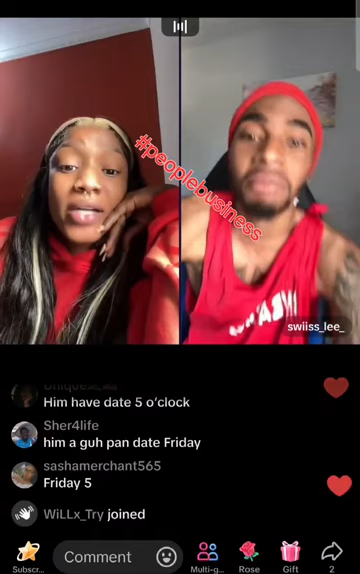 #peoplebusiness
swiiss_lee_
Him have date 5 o‘clock
Sher4life
him a guh pan date Friday
sashamerchant565
Friday 5
WiLLx_Try joined
Subscr...
Comment
Multi-g...
Rose
Gift
2